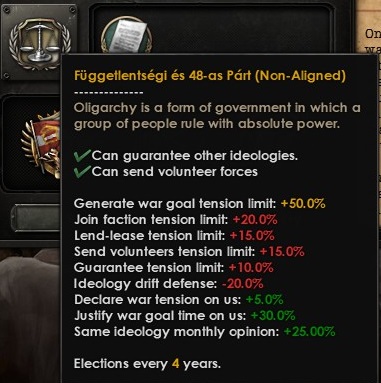 Függetlentségi és 48-as Párt (Non-Aligned)
--------------
Oligarchy is a form of government in which a
group of people rule with absolute power.
Can guarantee other ideologies.
Can send volunteer forces
Generate war goal tension limit: +50.0%
Join faction tension limit: +20.0%
Lend-lease tension limit: +15.0%
Send volunteers tension limit: +15.0%
Guarantee tension limit: +10.0%
Ideology drift defense: -20.0%
Declare war tension on us: +5.0%
Justify war goal time on us: +30.0%
Same ideology monthly opinion: +25.00%
Elections every 4 years.